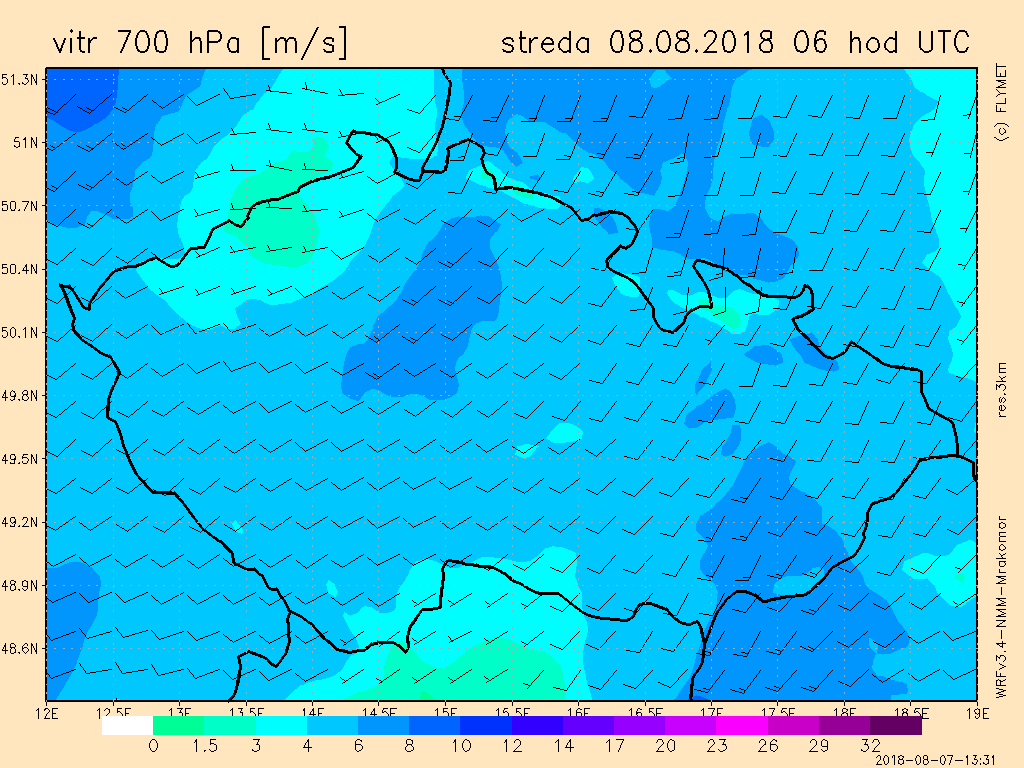 vitr 700 hPa [m/s]
streda 08.08.2018 06 hod UTC
51.3N
51N
50.7N
50.4N
50.1N
49.8N
49.5N
49.2N
48.9N
48.6N
12E 12.5E 13E 13.5E 14E 14.5E 15E 15.5E 16E 16.5E 17E 17.5E 18E 18.5E 19E
0 1.5 3 4 6 8 10 12 14 17 20 23 26 29 32
(c) FLYMET
res.3km
WRFv3.4-NMM-Mrakomor
2018-08-07-13:31